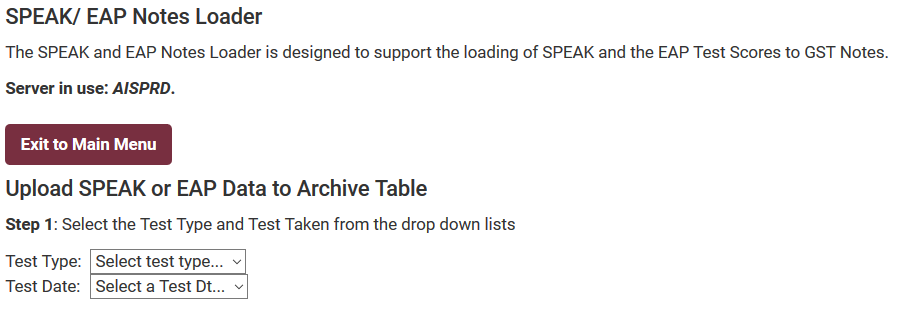 SPEAK/ EAP Notes Loader
The SPEAK and EAP Notes Loader is designed to support the loading of SPEAK and the EAP Test Scores to GST Notes.
Server in use: AISPRD.
Exit to Main Menu
Upload SPEAK or EAP Data to Archive Table
Step 1: Select the Test Type and Test Taken from the drop down lists
Test Type: Select test type...
Test Date: Select a Test Dt...